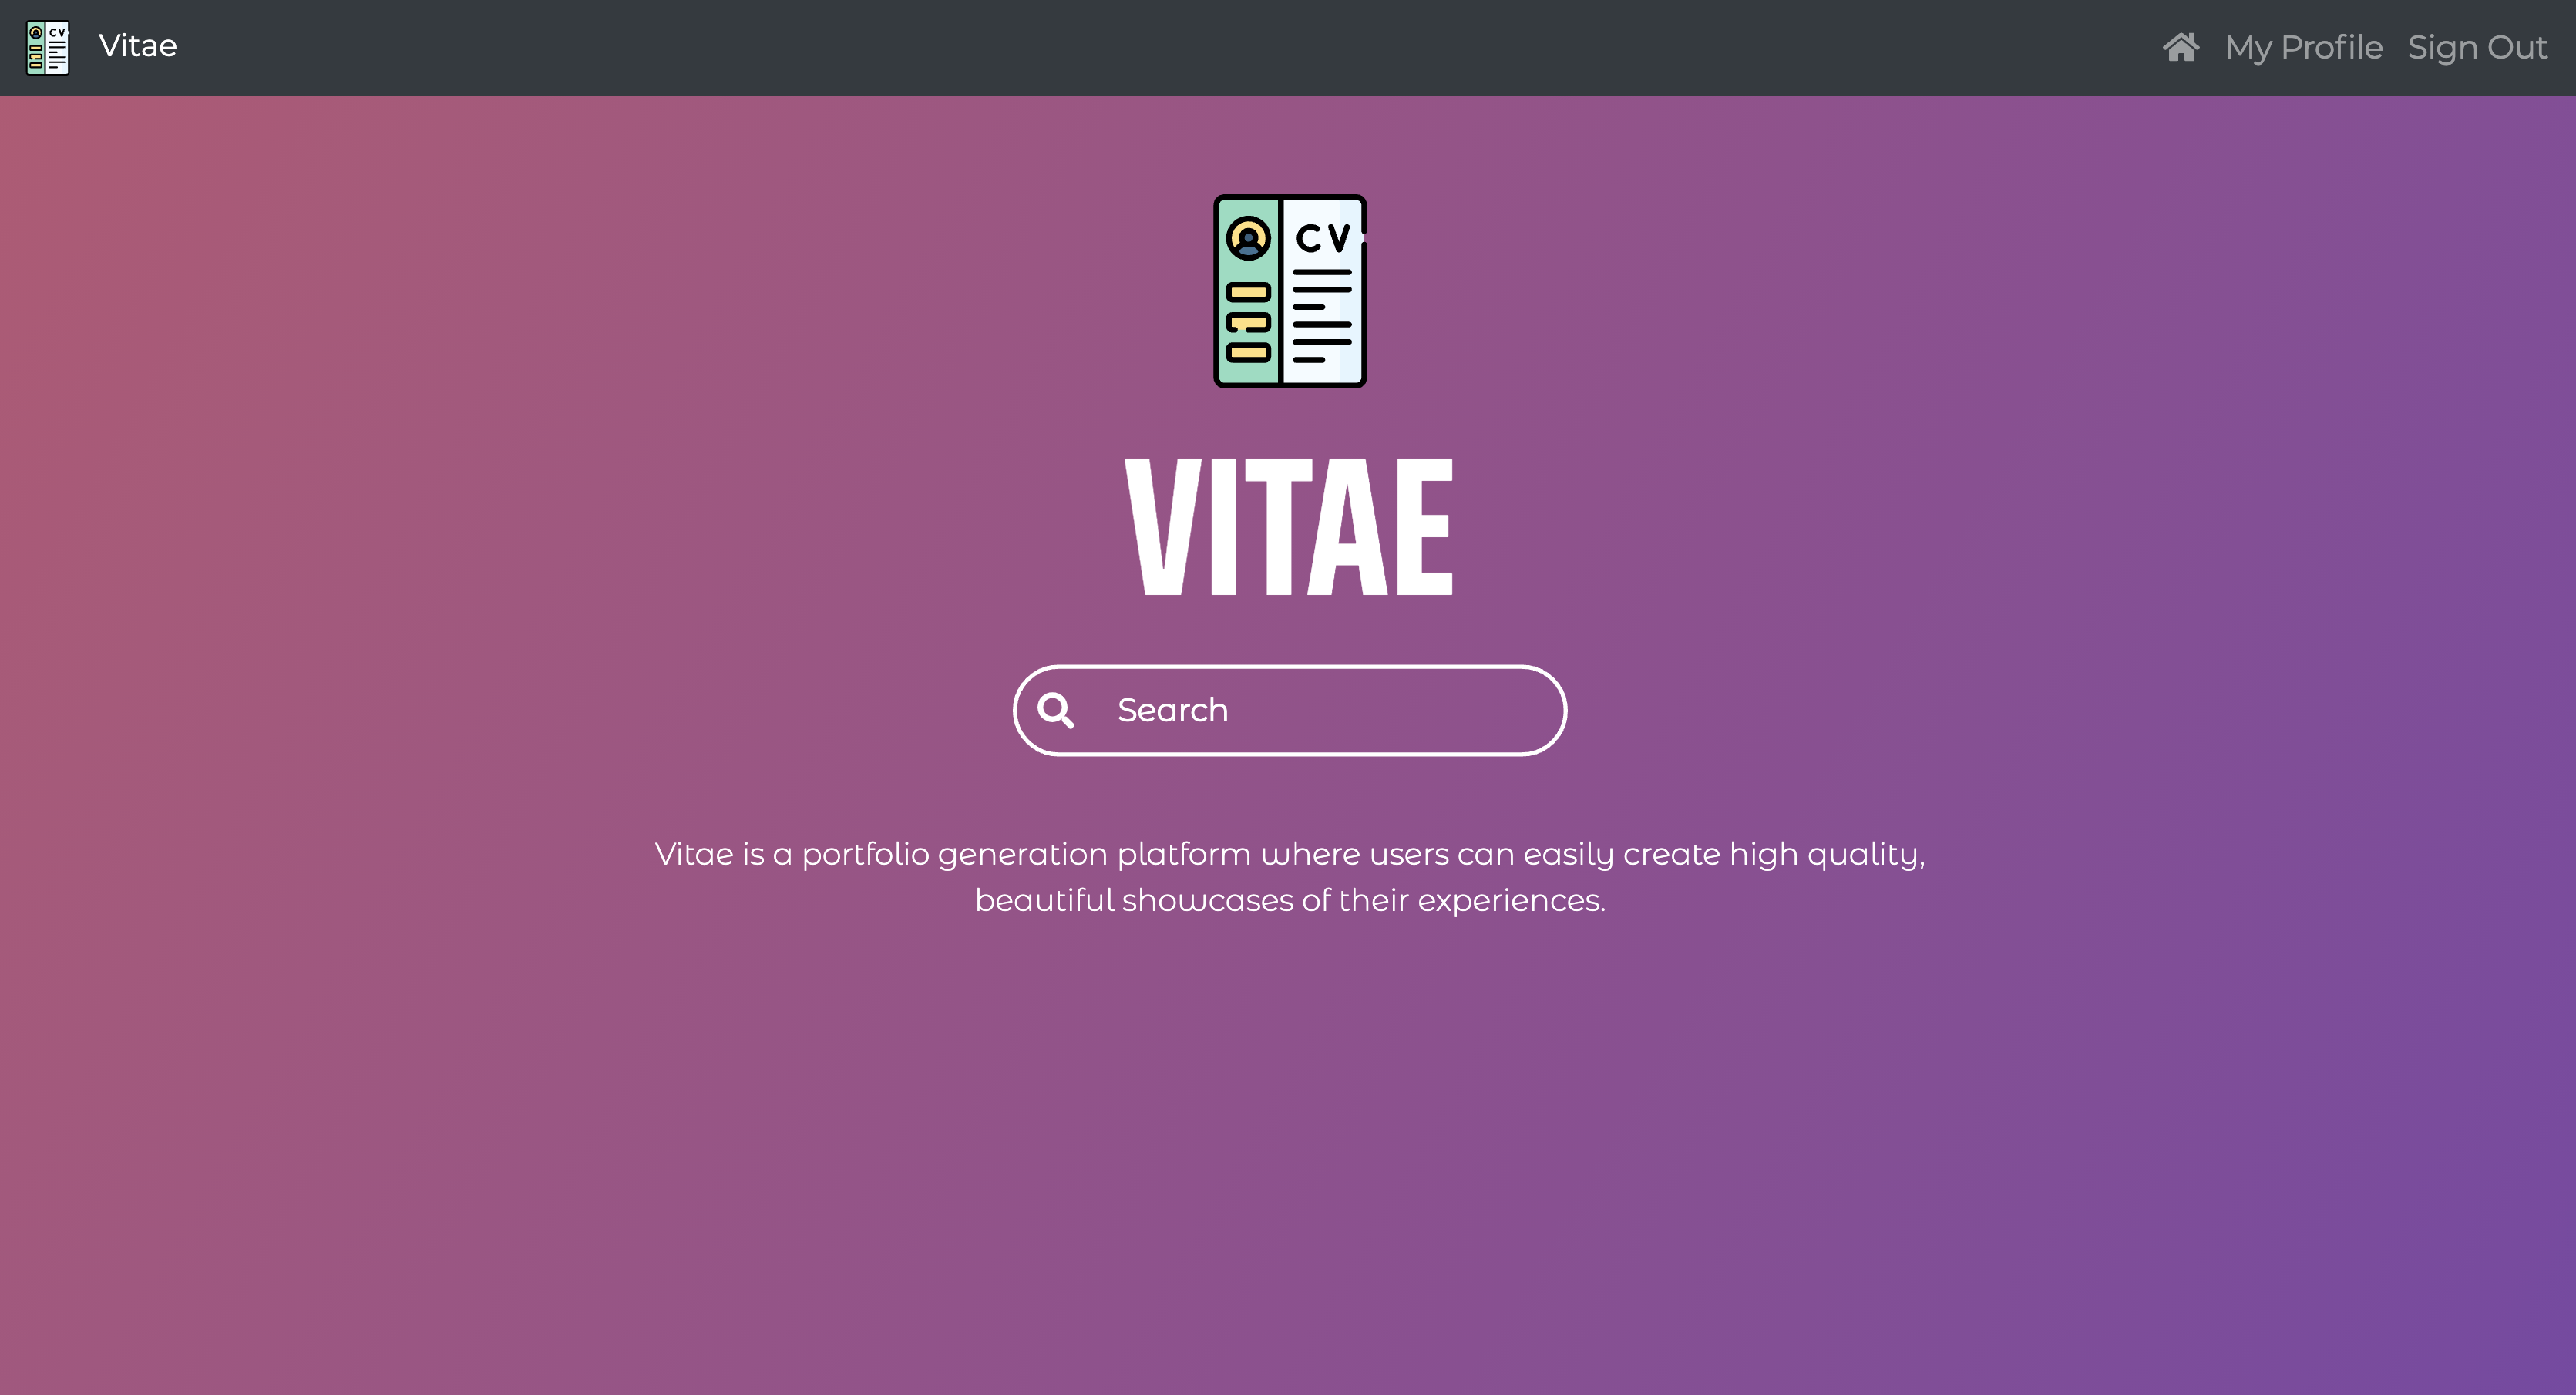 CV
Vitae
My Profile
Sign Out
CV
VITAE
Search
Vitae is a portfolio generation platform where users can easily create high quality,
beautiful showcases of their experiences.